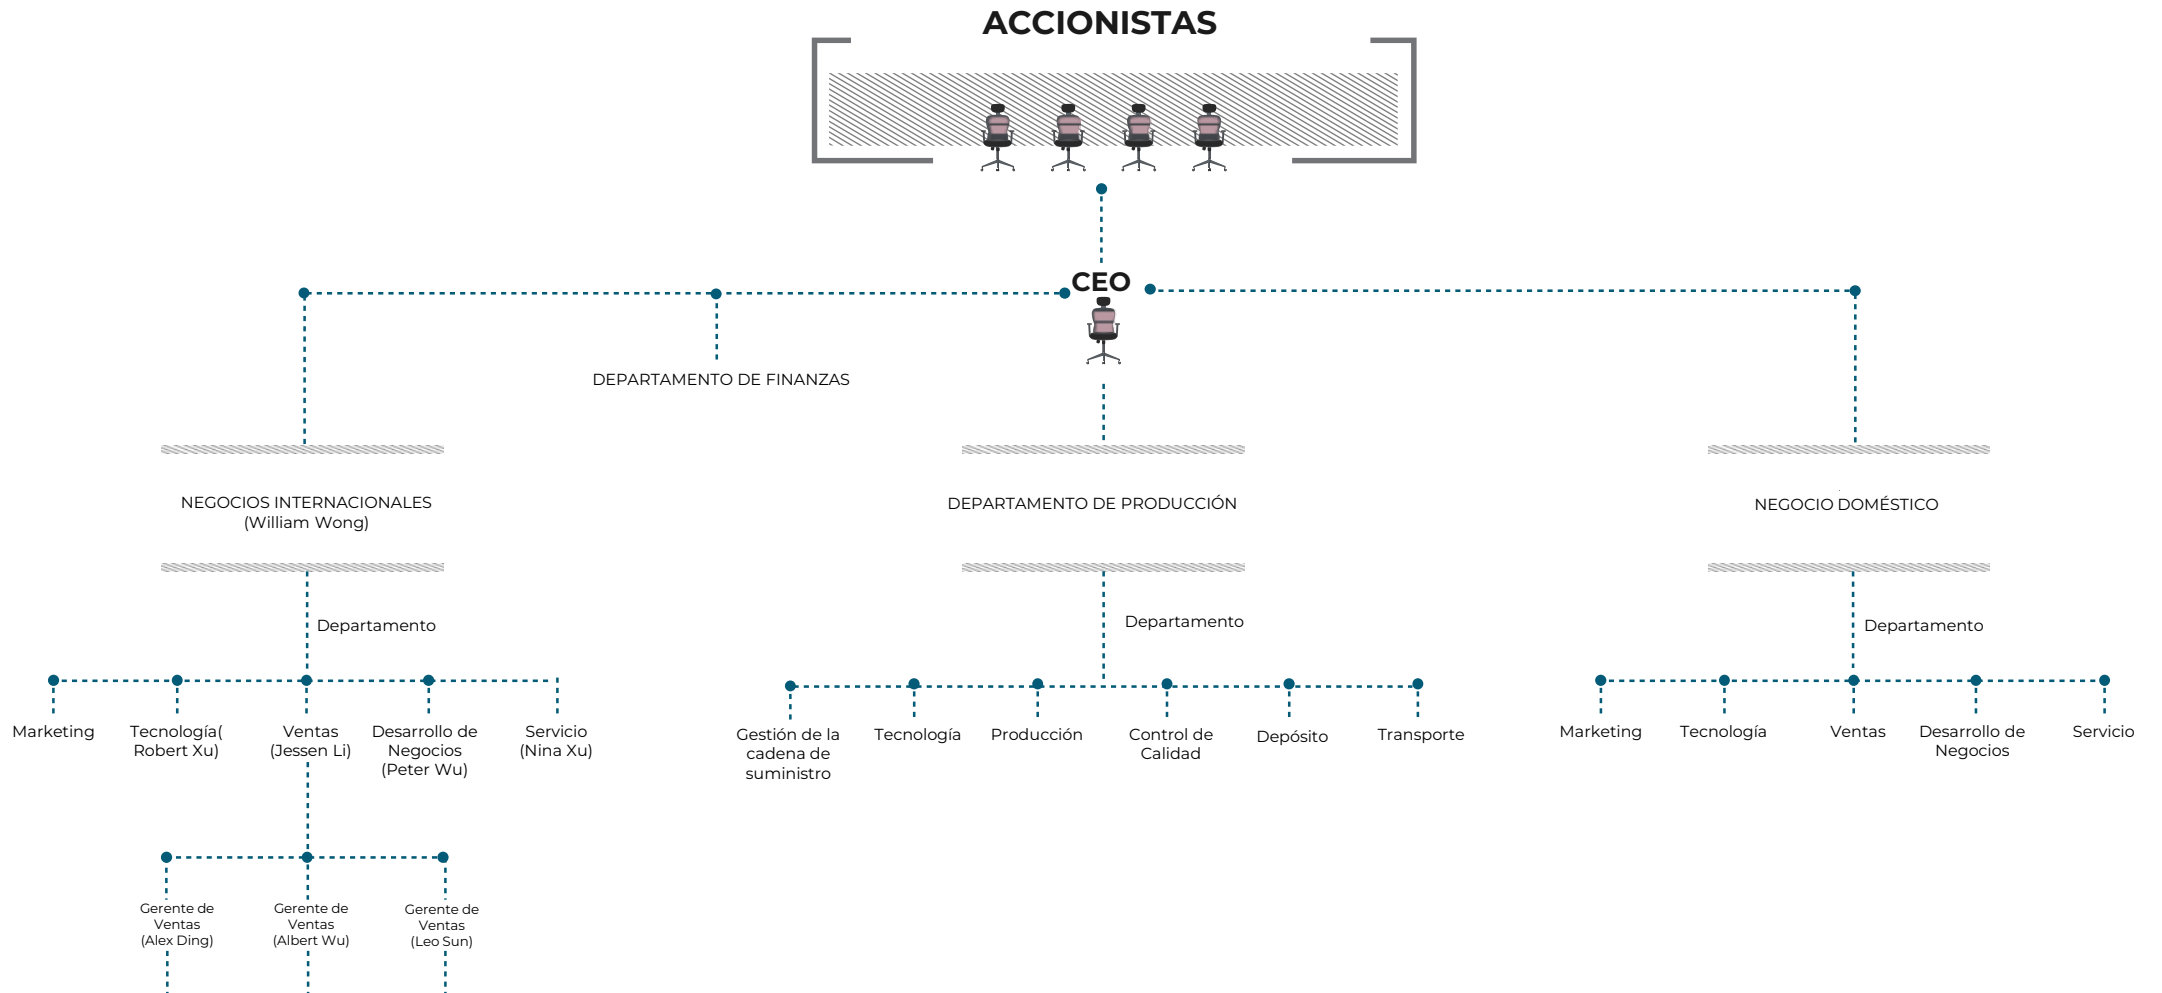 ACCIONISTAS
CEO
DEPARTAMENTO DE FINANZAS
NEGOCIOS INTERNACIONALES
(William Wong)
DEPARTAMENTO DE PRODUCCIÓN
NEGOCIO DOMÉSTICO
Departamento
Departamento
Departamento
Marketing
Tecnología(
Robert Xu)
Ventas
(Jessen Li)
Desarrollo de
Negocios
(Peter Wu)
Servicio
(Nina Xu)
Gestión de la
cadena de
suministro
Tecnología
Producción
Control de
Calidad
Depósito
Transporte
Marketing
Tecnología
Ventas
Desarrollo de
Negocios
Servicio
Gerente de
Ventas
(Alex Ding)
Gerente de
Ventas
(Albert Wu)
Gerente de
Ventas
(Leo Sun)